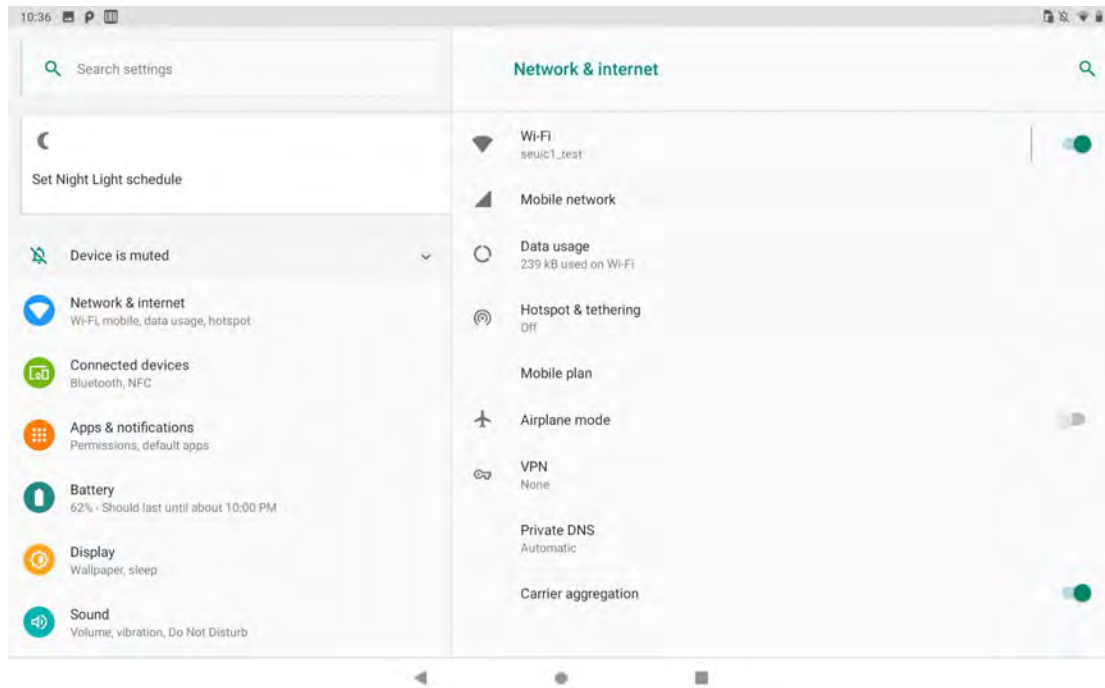 10:36
Search settings
Set Night Light schedule
Device is muted
Network & internet
Wi-Fi, mobile, data usage, hotspot
Connected devices
Bluetooth, NFC
Apps & notifications
Permissions, default apps
Battery
62% - Should last until about 10:00 PM
Display
Wallpaper, sleep
Sound
Volume, vibration, Do Not Disturb
Network & internet
Wi-Fi
seuic1_test
Mobile network
Data usage
239 kB used on Wi-Fi
Hotspot & tethering
Off
Mobile plan
Airplane mode
VPN
None
Private DNS
Automatic
Carrier aggregation